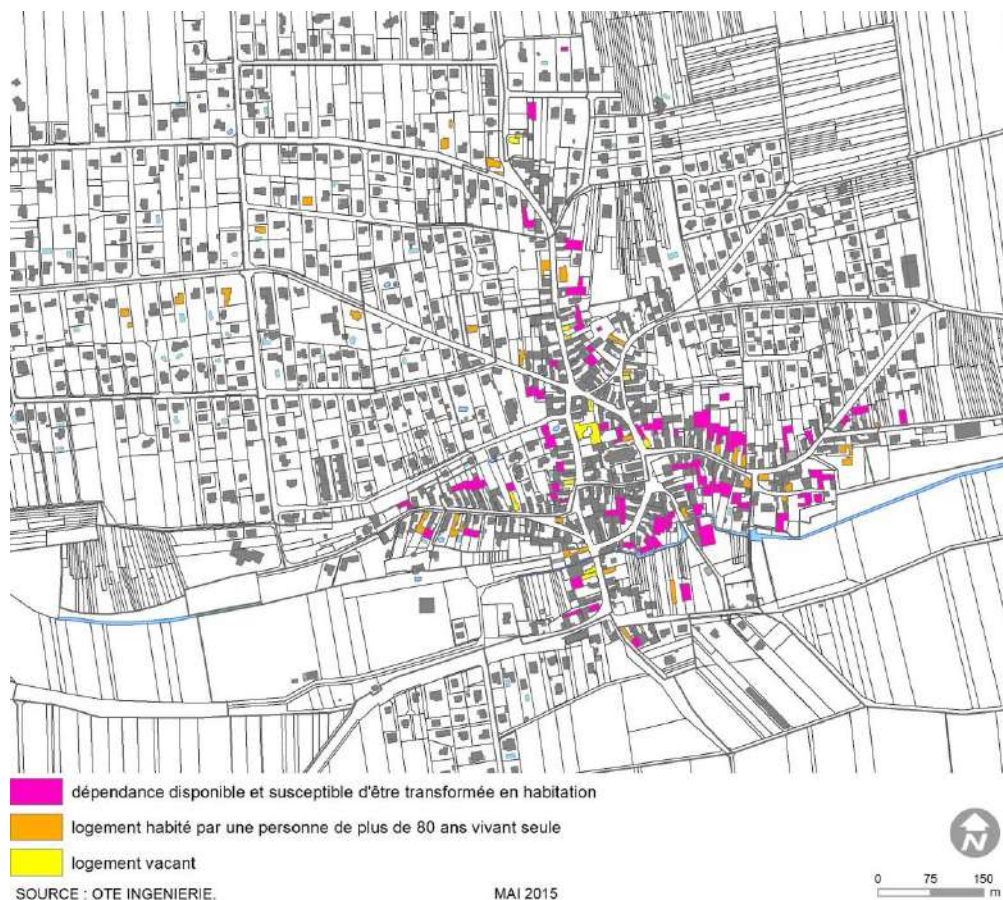 dépendance disponible et susceptible d'être transformée en habitation
logement habité par une personne de plus de 80 ans vivant seule
logement vacant
SOURCE : OTE INGENIERIE. MAI 2015
N
0 75 150
m